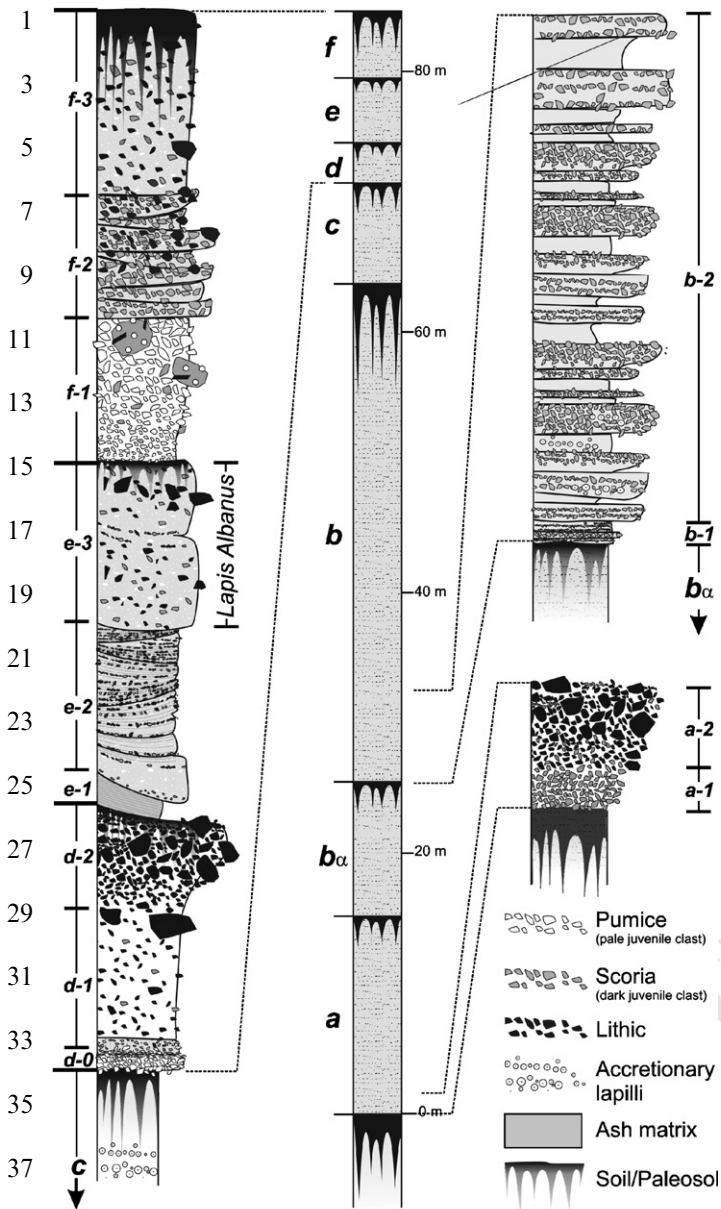 1
3
5
7
9
11
13
15
17
19
21
23
25
27
29
31
33
35
37
f-3
f-2
f-1
e-3
e-2
e-1
d-2
d-1
d-0
c
Lapis Albanus
f
e
d
c
b
bα
a
80 m
60 m
40 m
20 m
0 m
b-2
b-1
bα
a-2
a-1
Pumice
(pale juvenile clast)
Scoria
(dark juvenile clast)
Lithic
Accretionary
lapilli
Ash matrix
Soil/Paleosol